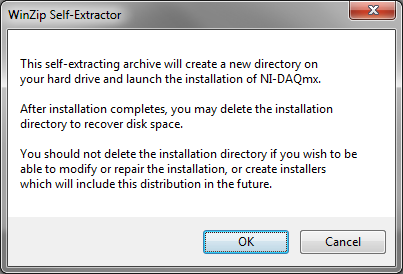 WinZip Self-Extractor
This self-extracting archive will create a new directory on
your hard drive and launch the installation of NI-DAQmx.
After installation completes, you may delete the installation
directory to recover disk space.
You should not delete the installation directory if you wish to be
able to modify or repair the installation, or create installers
which will include this distribution in the future.
OK
Cancel